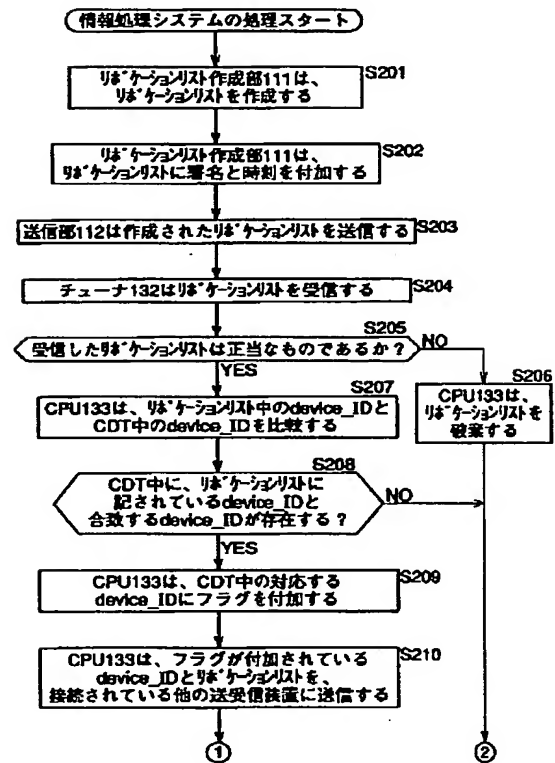 情報処理システムの処理スタート
S201
ﾘﾎﾞｹｰｼｮﾝﾘｽﾄ作成部111は、
ﾘﾎﾞｹｰｼｮﾝﾘｽﾄを作成する
S202
ﾘﾎﾞｹｰｼｮﾝﾘｽﾄ作成部111は、
ﾘﾎﾞｹｰｼｮﾝﾘｽﾄに署名と時刻を付加する
送信部112は作成されたﾘﾎﾞｹｰｼｮﾝﾘｽﾄを送信する
S203
チューナ132はﾘﾎﾞｹｰｼｮﾝﾘｽﾄを受信する
S204
S205
受信したﾘﾎﾞｹｰｼｮﾝﾘｽﾄは正当なものであるか？
NO
YES
S206
CPU133は、
ﾘﾎﾞｹｰｼｮﾝﾘｽﾄを
破棄する
S207
CPU133は、ﾘﾎﾞｹｰｼｮﾝﾘｽﾄ中のdevice_IDと
CDT中のdevice_IDを比較する
S208
CDT中に、ﾘﾎﾞｹｰｼｮﾝﾘｽﾄに
記されているdevice_IDと
合致するdevice_IDが存在する？
NO
YES
S209
CPU133は、CDT中の対応する
device_IDにフラグを付加する
S210
CPU133は、フラグが付加されている
device_IDとﾘﾎﾞｹｰｼｮﾝﾘｽﾄを、
接続されている他の送受信装置に送信する
①
②